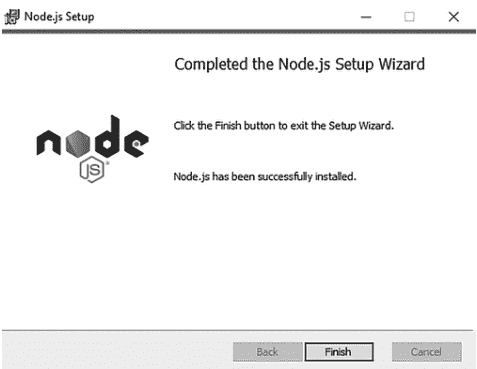 Node.js Setup
Completed the Node.js Setup Wizard
Click the Finish button to exit the Setup Wizard.
node
JS
Node.js has been successfully installed.
Back Finish Cancel